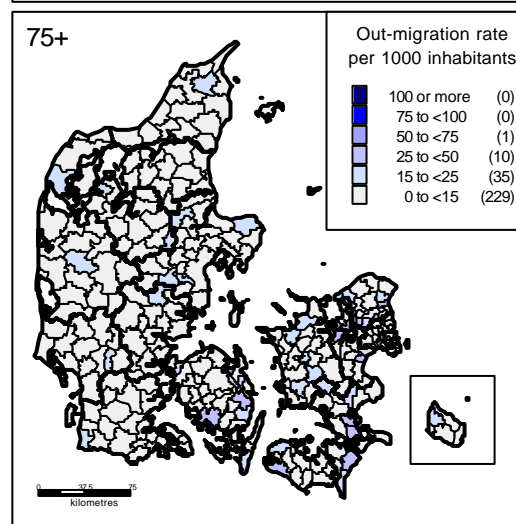 75+
Out-migration rate
per 1000 inhabitants
100 or more (0)
75 to <100 (0)
50 to <75 (1)
25 to <50 (10)
15 to <25 (35)
0 to <15 (229)
0 37.5 75
kilometres